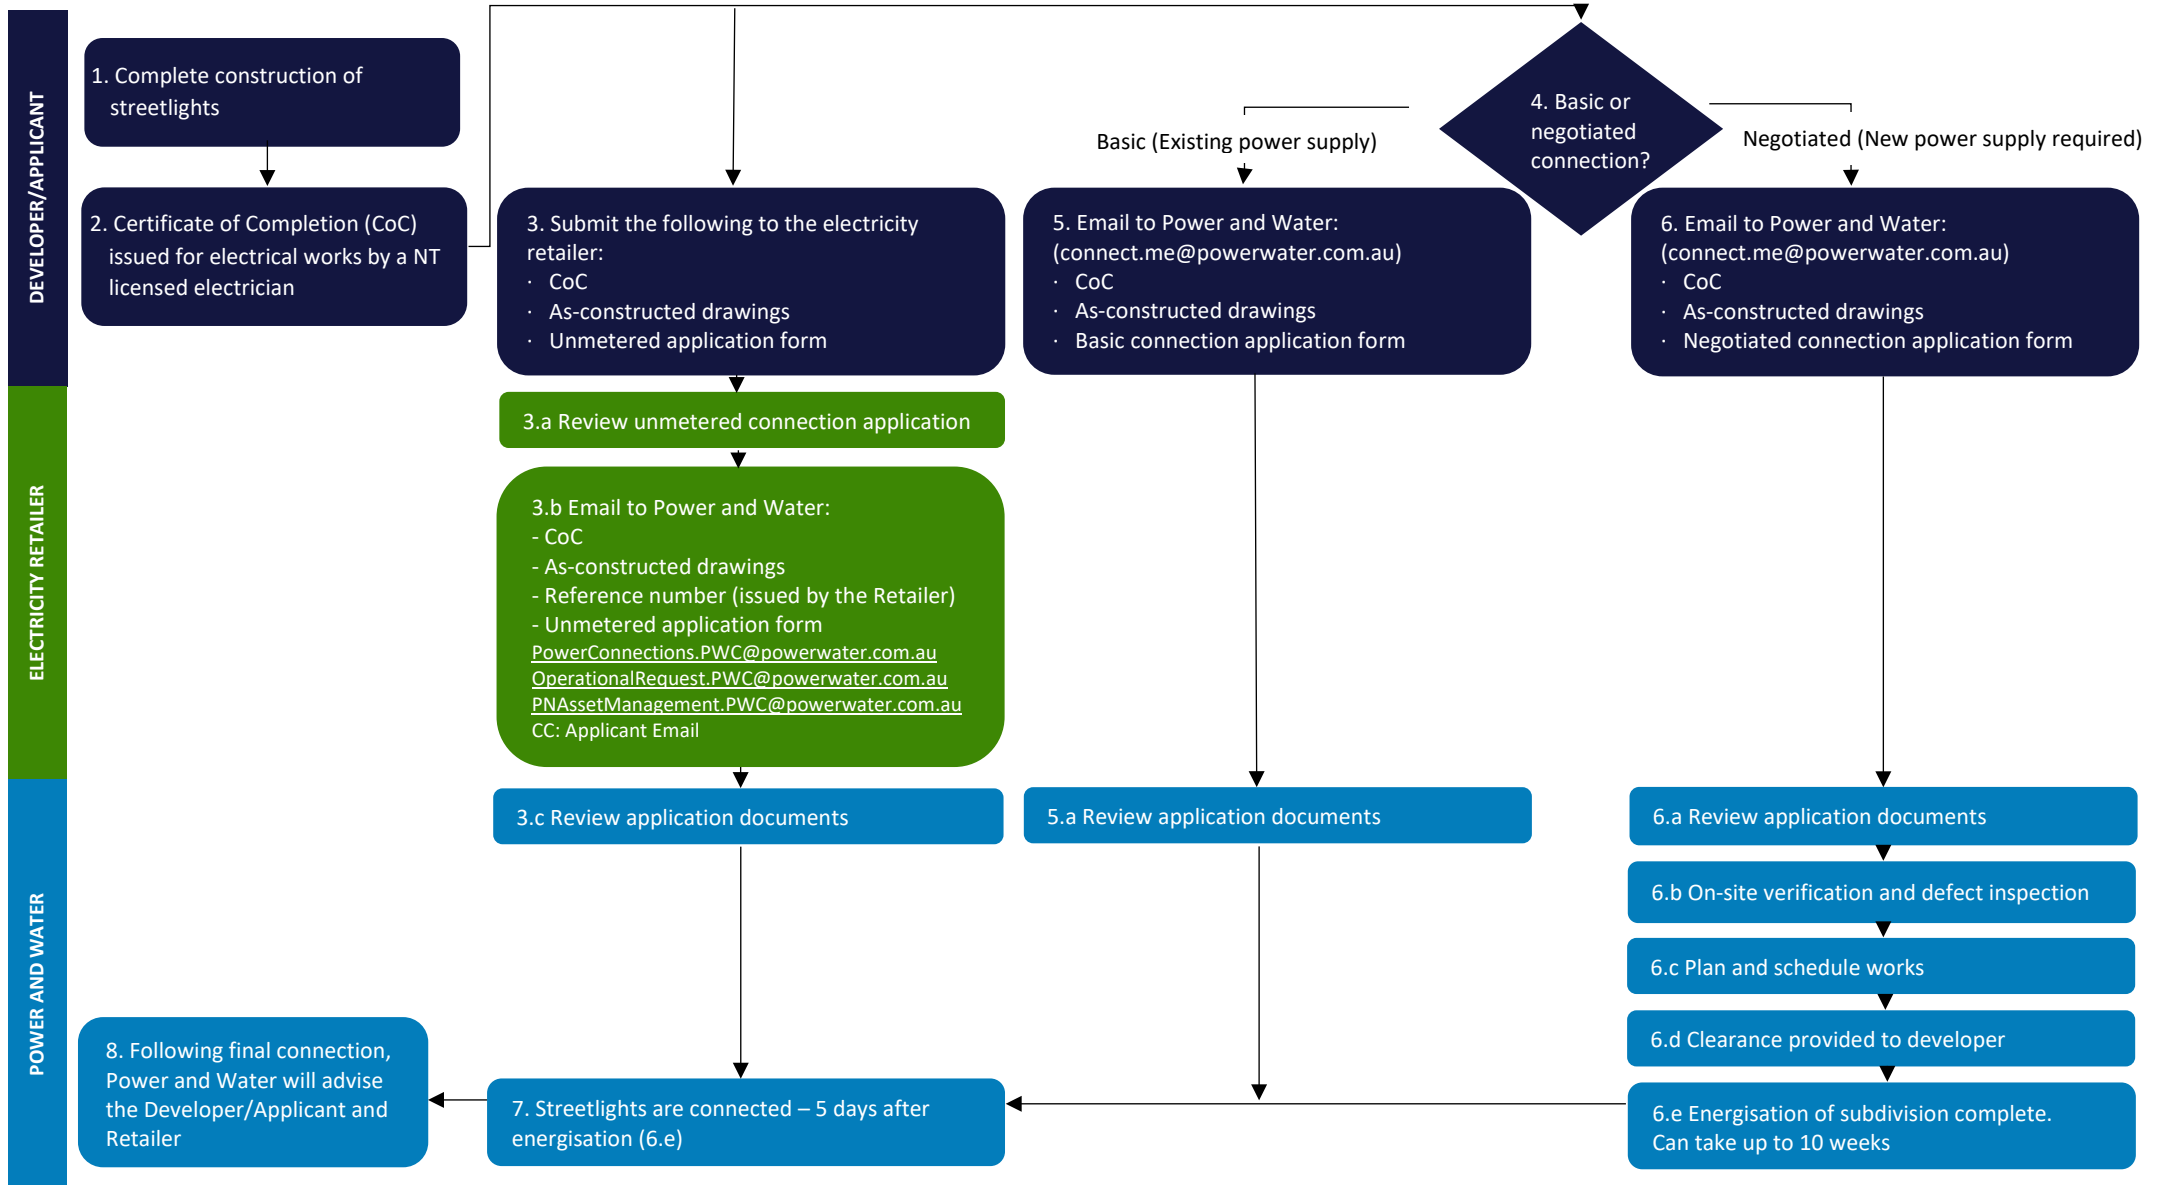 DEVELOPER/APPLICANT
1. Complete construction of
streetlights
2. Certificate of Completion (CoC)
issued for electrical works by a NT
licensed electrician
3. Submit the following to the electricity
retailer:
· CoC
· As-constructed drawings
· Unmetered application form
4. Basic or
negotiated
connection?
Basic (Existing power supply)
Negotiated (New power supply required)
5. Email to Power and Water:
(connect.me@powerwater.com.au)
· CoC
· As-constructed drawings
· Basic connection application form
6. Email to Power and Water:
(connect.me@powerwater.com.au)
· CoC
· As-constructed drawings
· Negotiated connection application form
ELECTRICITY RETAILER
3.a Review unmetered connection application
3.b Email to Power and Water:
- CoC
- As-constructed drawings
- Reference number (issued by the Retailer)
- Unmetered application form
PowerConnections.PWC@powerwater.com.au
OperationalRequest.PWC@powerwater.com.au
PNAssetManagement.PWC@powerwater.com.au
CC: Applicant Email
POWER AND WATER
3.c Review application documents
5.a Review application documents
6.a Review application documents
6.b On-site verification and defect inspection
6.c Plan and schedule works
6.d Clearance provided to developer
6.e Energisation of subdivision complete.
Can take up to 10 weeks
7. Streetlights are connected – 5 days after
energisation (6.e)
8. Following final connection,
Power and Water will advise
the Developer/Applicant and
Retailer